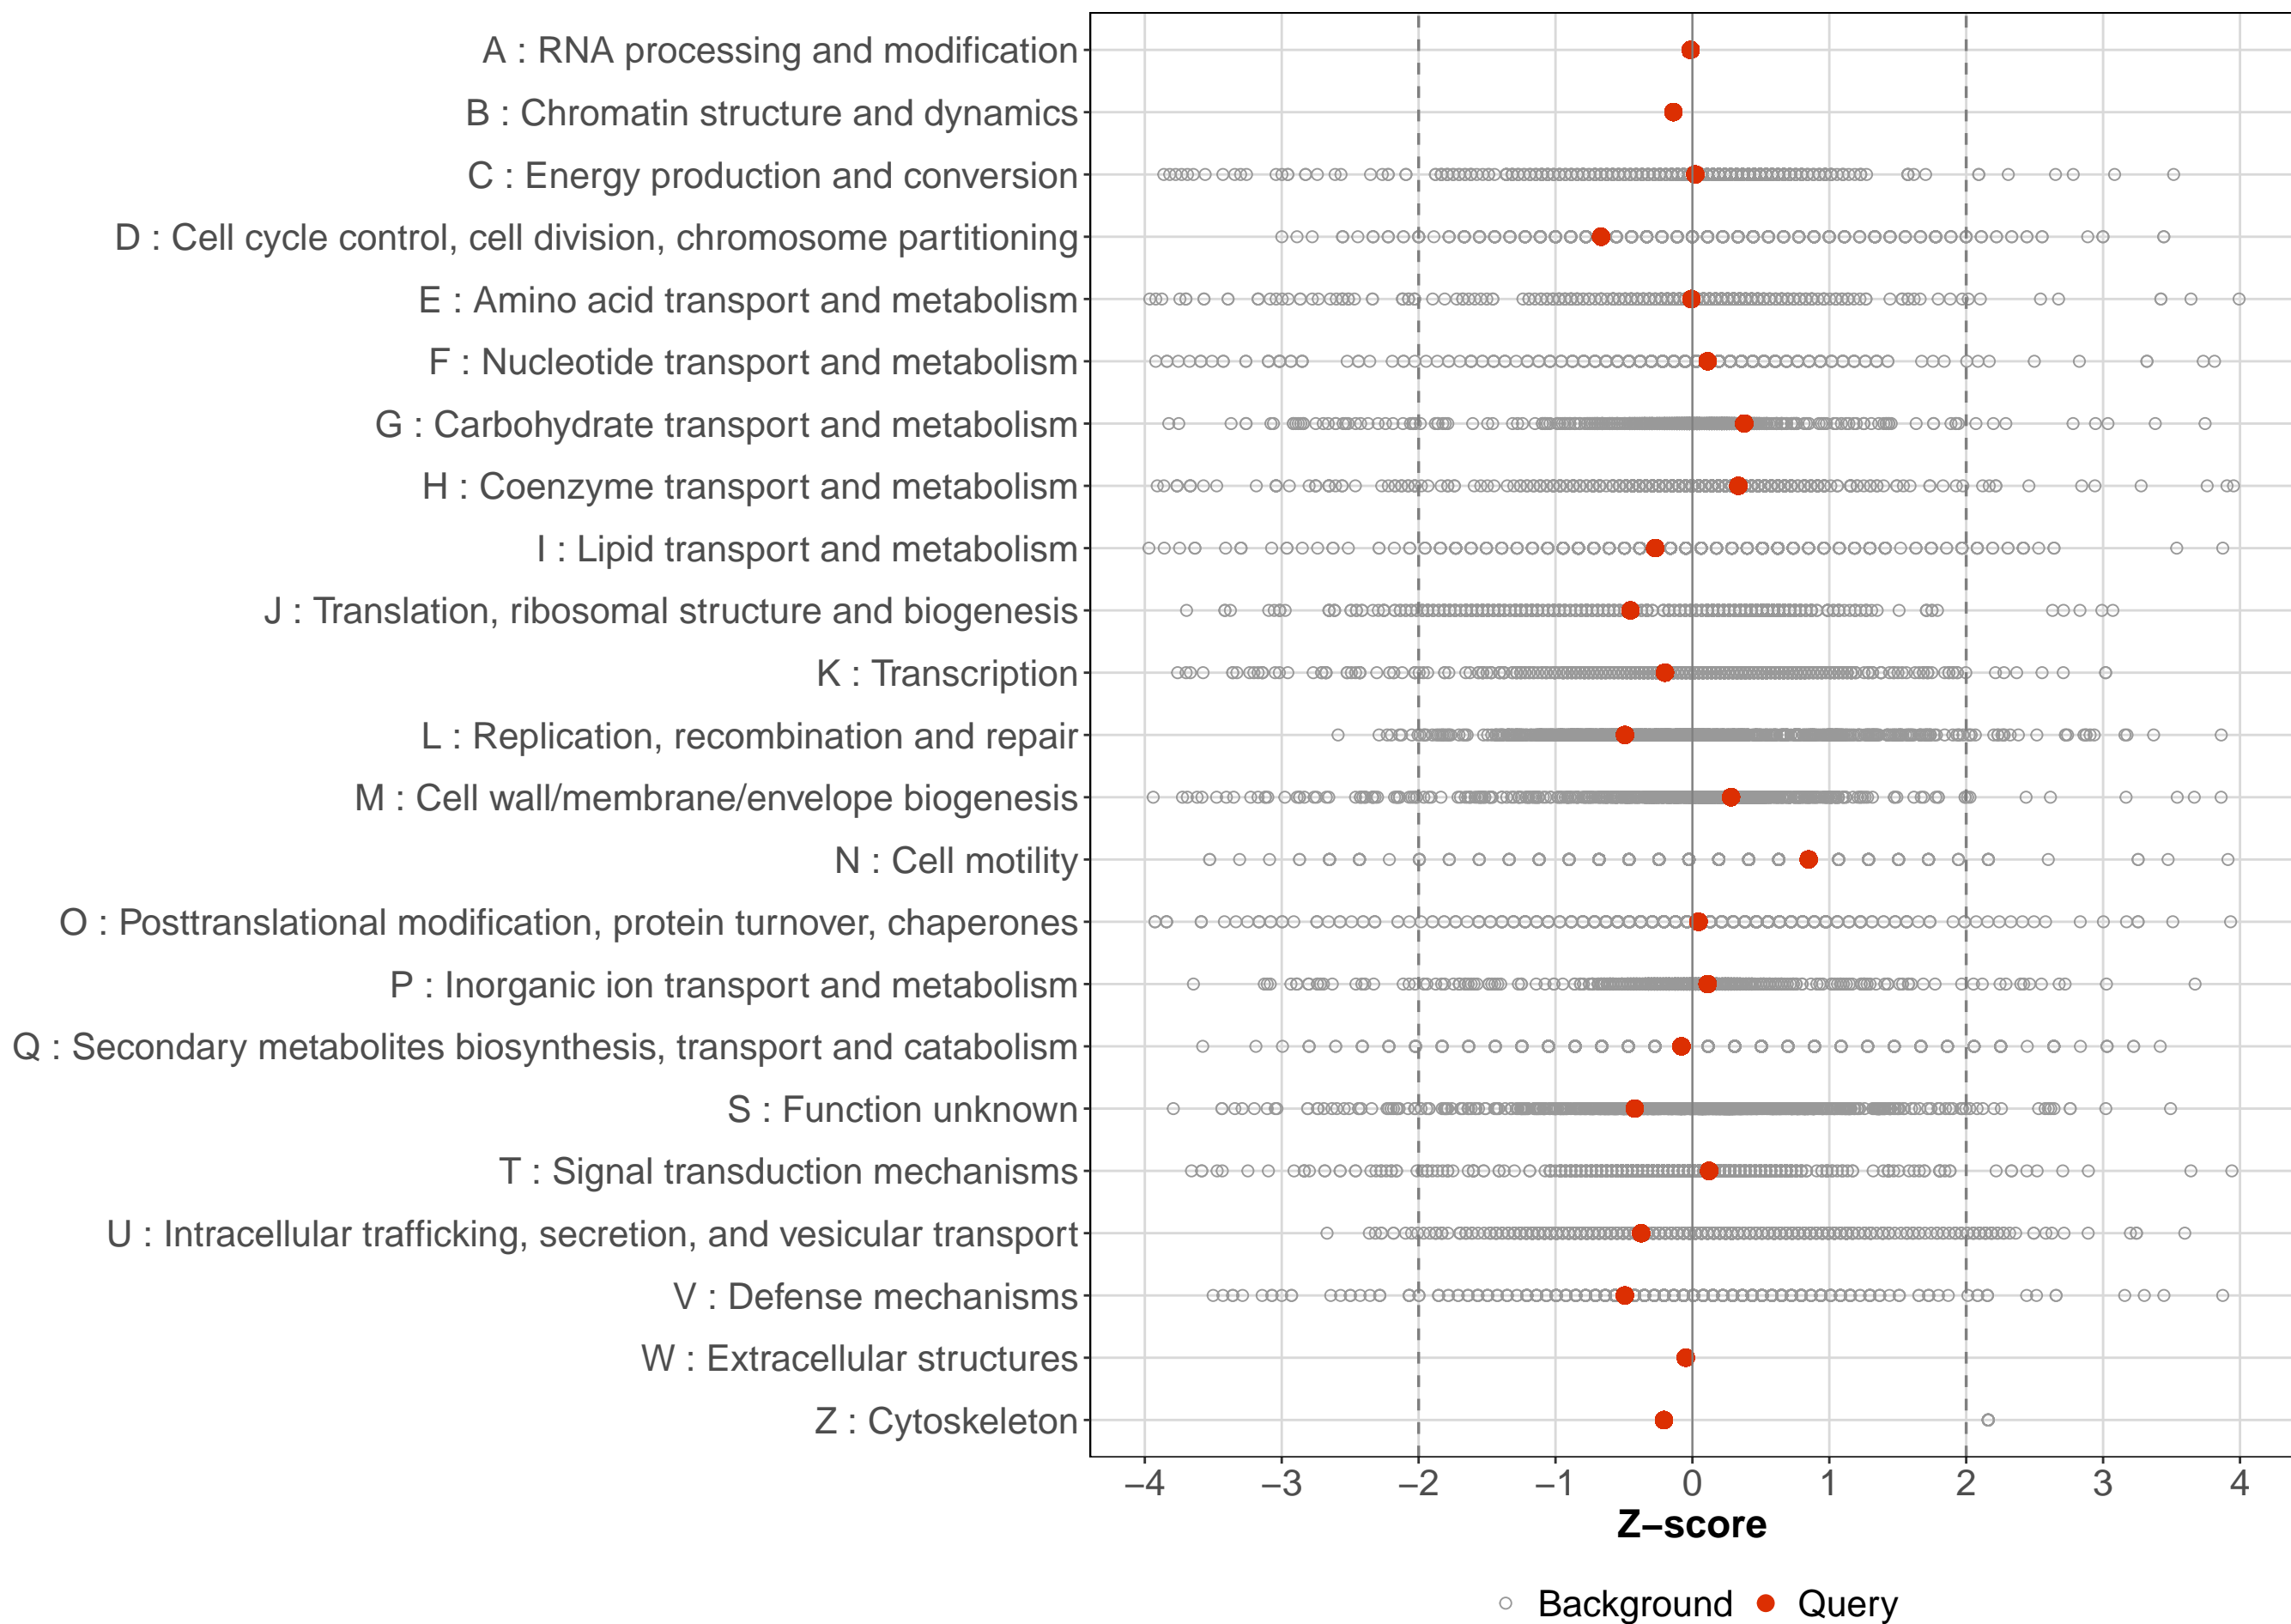 A : RNA processing and modification
B : Chromatin structure and dynamics
C : Energy production and conversion
D : Cell cycle control, cell division, chromosome partitioning
E : Amino acid transport and metabolism
F : Nucleotide transport and metabolism
G : Carbohydrate transport and metabolism
H : Coenzyme transport and metabolism
I : Lipid transport and metabolism
J : Translation, ribosomal structure and biogenesis
K : Transcription
L : Replication, recombination and repair
M : Cell wall/membrane/envelope biogenesis
N : Cell motility
O : Posttranslational modification, protein turnover, chaperones
P : Inorganic ion transport and metabolism
Q : Secondary metabolites biosynthesis, transport and catabolism
S : Function unknown
T : Signal transduction mechanisms
U : Intracellular trafficking, secretion, and vesicular transport
V : Defense mechanisms
W : Extracellular structures
Z : Cytoskeleton
−4 −3 −2 −1 0 1 2 3 4
Z−score
Background Query